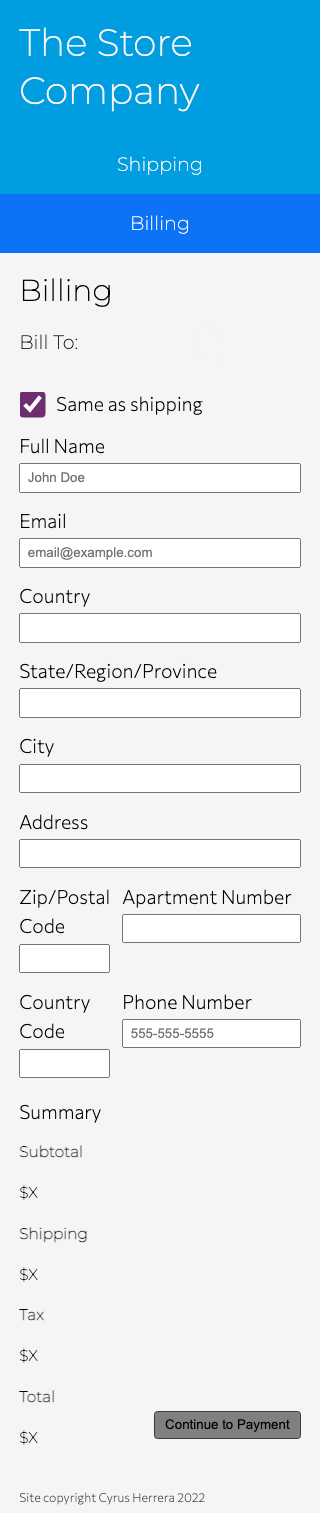 The Store
Company
Shipping
Billing
Billing
Bill To:
Same as shipping
Full Name
John Doe
Email
email@example.com
Country
State/Region/Province
City
Address
Zip/Postal
Code
Apartment Number
Country
Code
Phone Number
555-555-5555
Summary
Subtotal
$X
Shipping
$X
Tax
$X
Total
$X
Continue to Payment
Site copyright Cyrus Herrera 2022